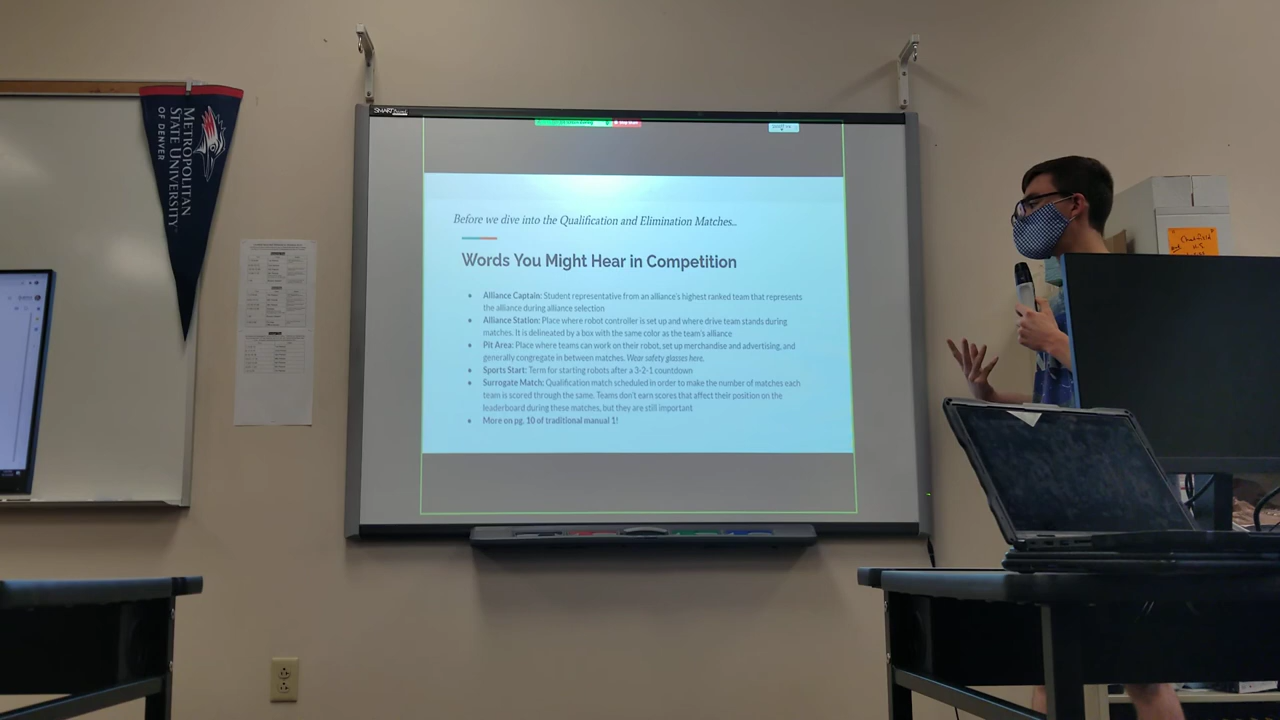 METROPOLITAN
STATE UNIVERSITY
OF DENVER
SMART
Before we dive into the Qualification and Elimination Matches...
Words You Might Hear in Competition
• Alliance Captain: Student representative from an alliance's highest ranked team that represents
the alliance during alliance selection
• Alliance Station: Place where robot controller is set up and where drive team stands during
matches. It is delineated by a box with the same color as the team's alliance
• Pit Area: Place where teams can work on their robot, set up merchandise and advertising, and
generally congregate in between matches. Wear safety glasses here.
• Sports Start: Term for starting robots after a 3-2-1 countdown
• Surrogate Match: Qualification match scheduled in order to make the number of matches each
team is scored through the same. Teams don't earn scores that affect their position on the
leaderboard during these matches, but they are still important
• More on pg. 10 of traditional manual 1!
Chatfield
H.S